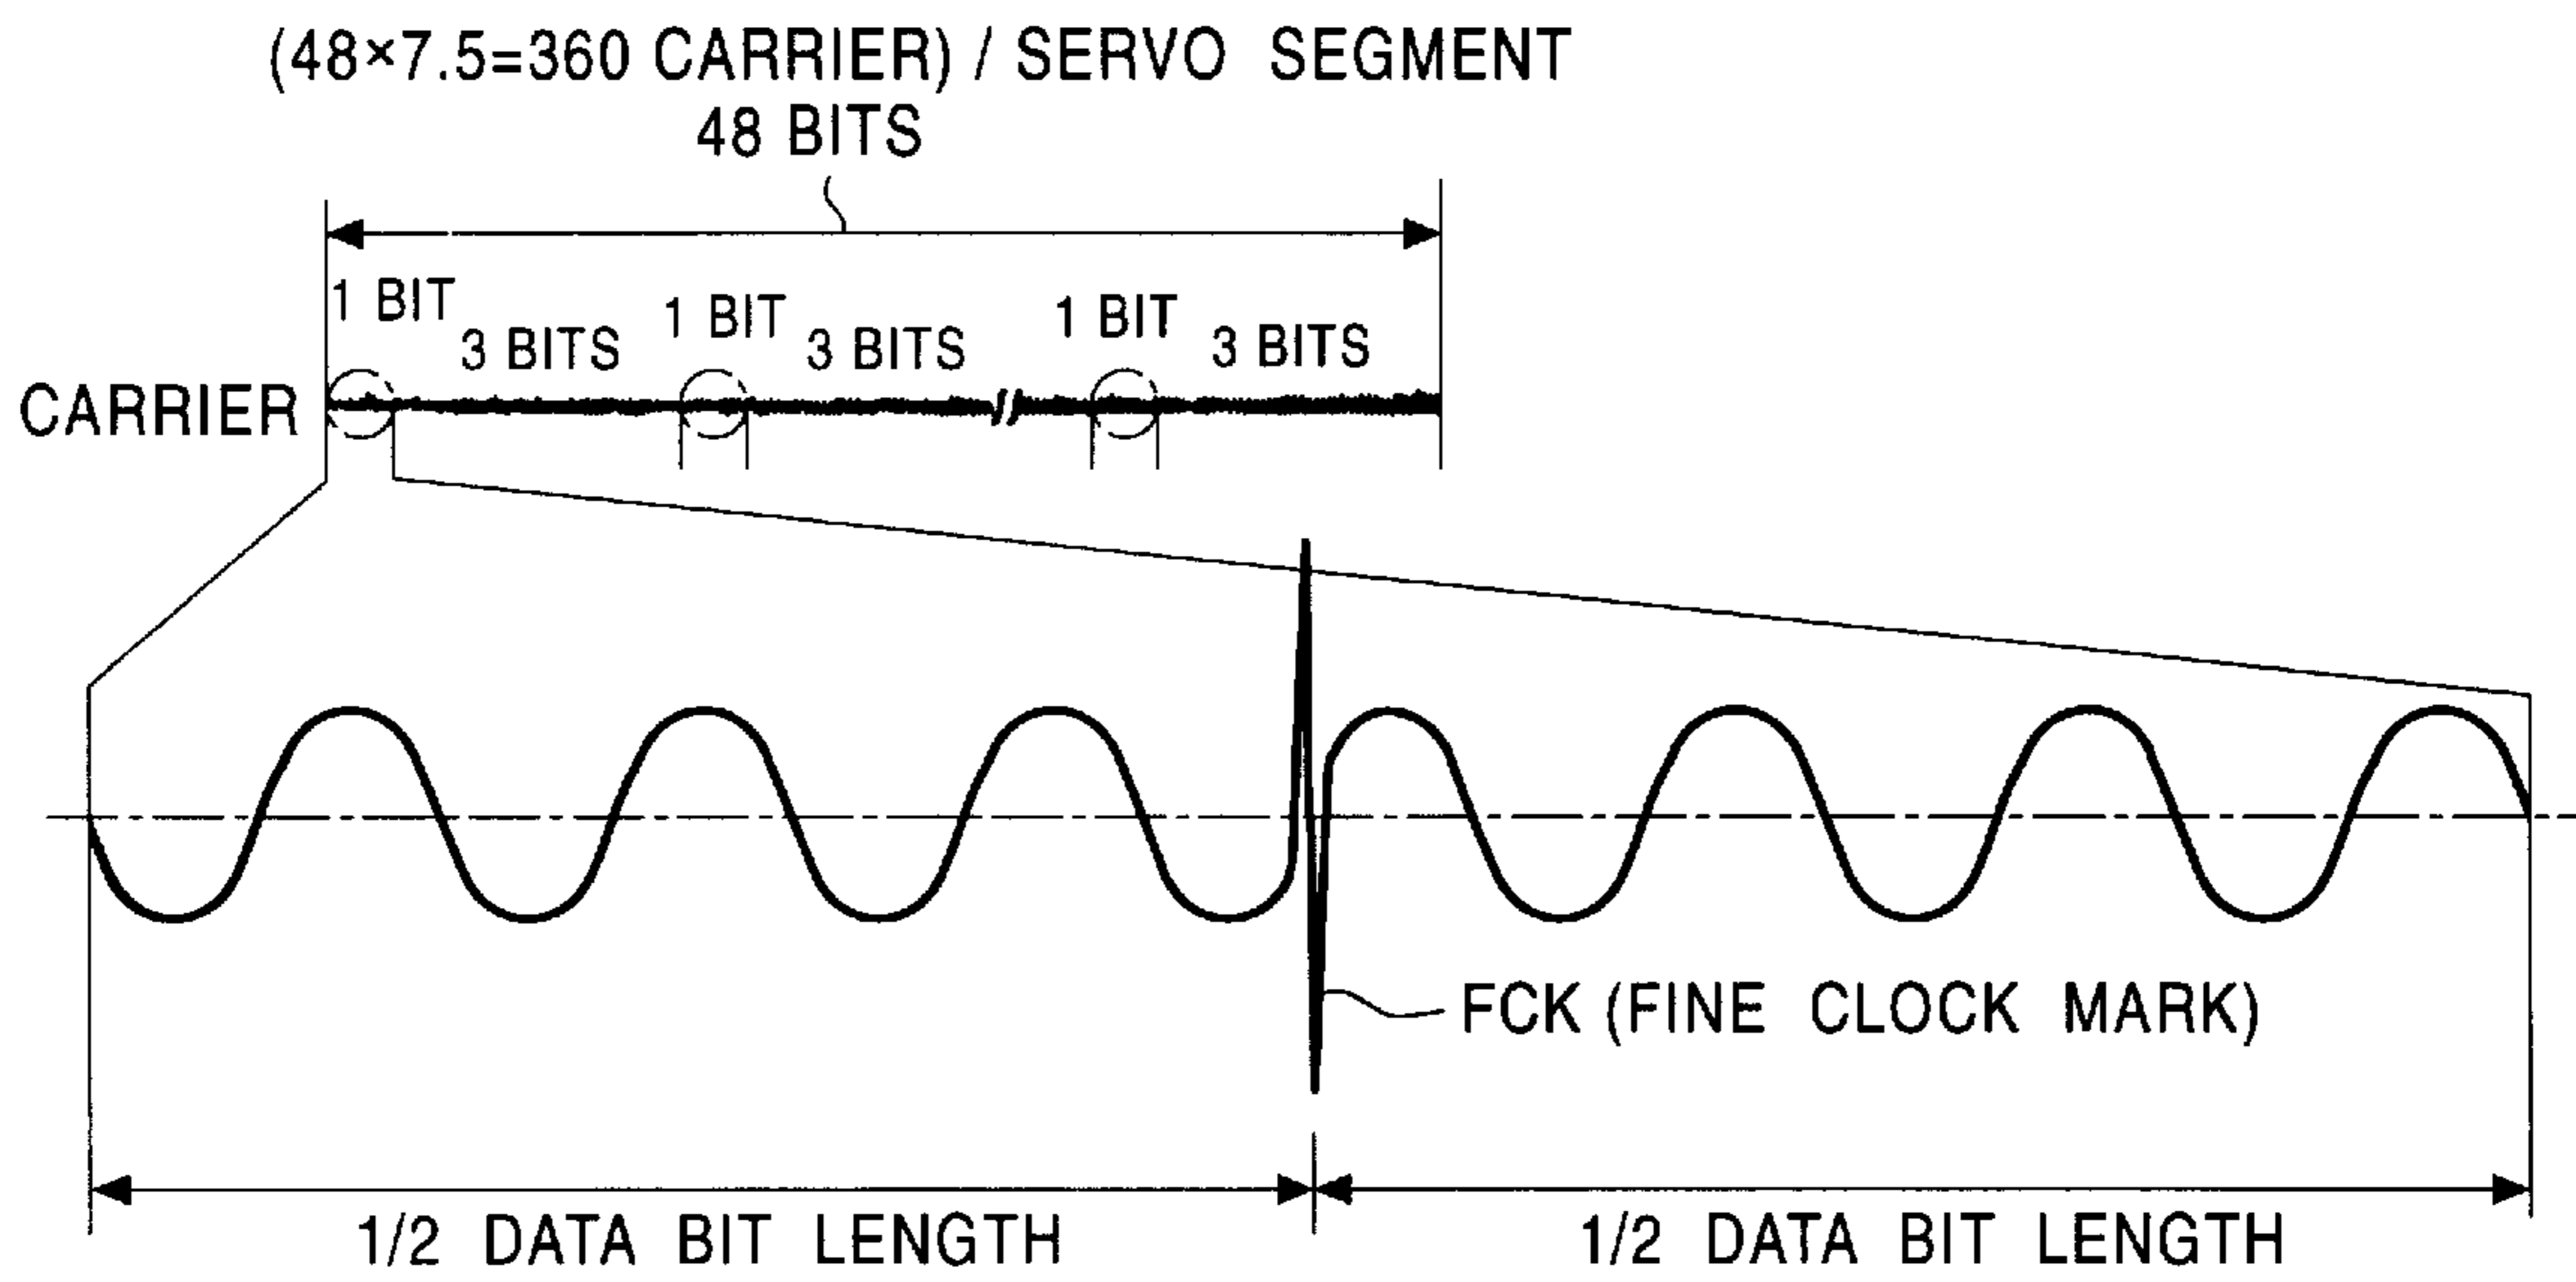 (48×7.5=360 CARRIER) / SERVO SEGMENT
48 BITS
1 BIT
3 BITS
1 BIT
3 BITS
1 BIT
3 BITS
CARRIER
FCK (FINE CLOCK MARK)
1/2 DATA BIT LENGTH
1/2 DATA BIT LENGTH